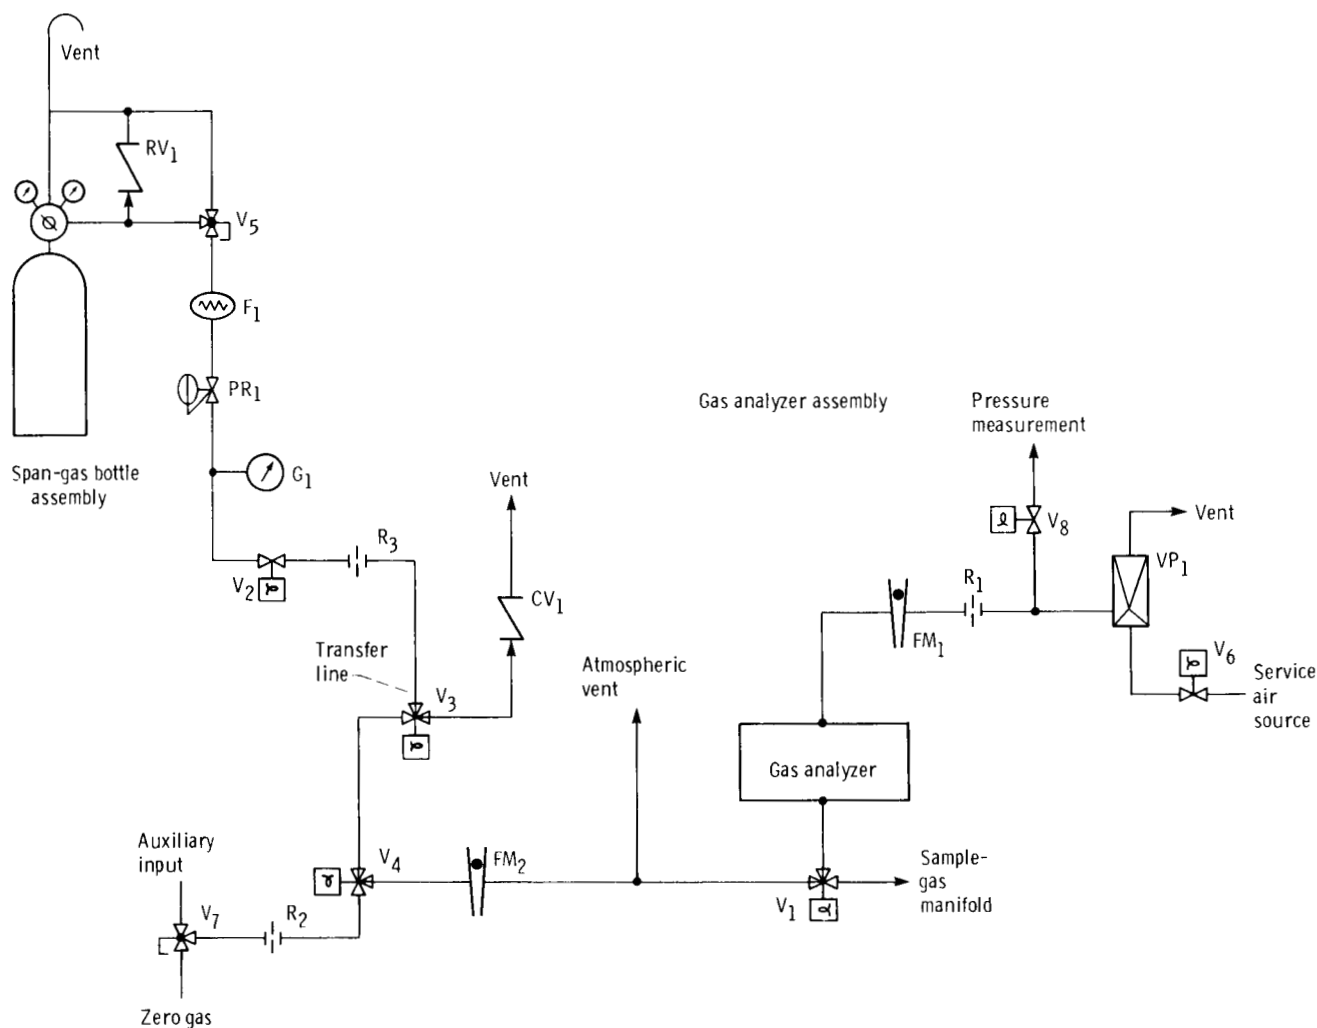 Vent
RV1
V5
F1
PR1
G1
Span-gas bottle
assembly
Gas analyzer assembly
Pressure
measurement
V8
Vent
VP1
V6
Service
air
source
R1
FM1
Vent
CV1
R3
V2
Transfer
line
V3
Atmospheric
vent
Gas analyzer
Auxiliary
input
V4
FM2
V1
Sample-
gas
manifold
V7
R2
Zero gas